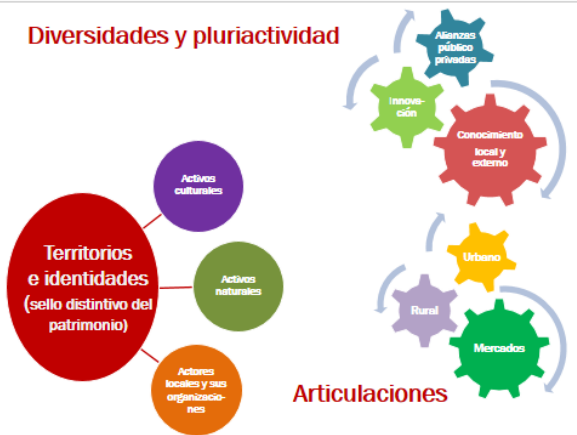 Diversidades y pluriactividad
Alianzas
público
privadas
Innova-
ción
Conocimiento
local y
externo
Activos
culturales
Territorios
e identidades
(sello distintivo del
patrimonio)
Activos
naturales
Actores
locales y sus
organizacio-
nes
Urbano
Rural
Mercados
Articulaciones